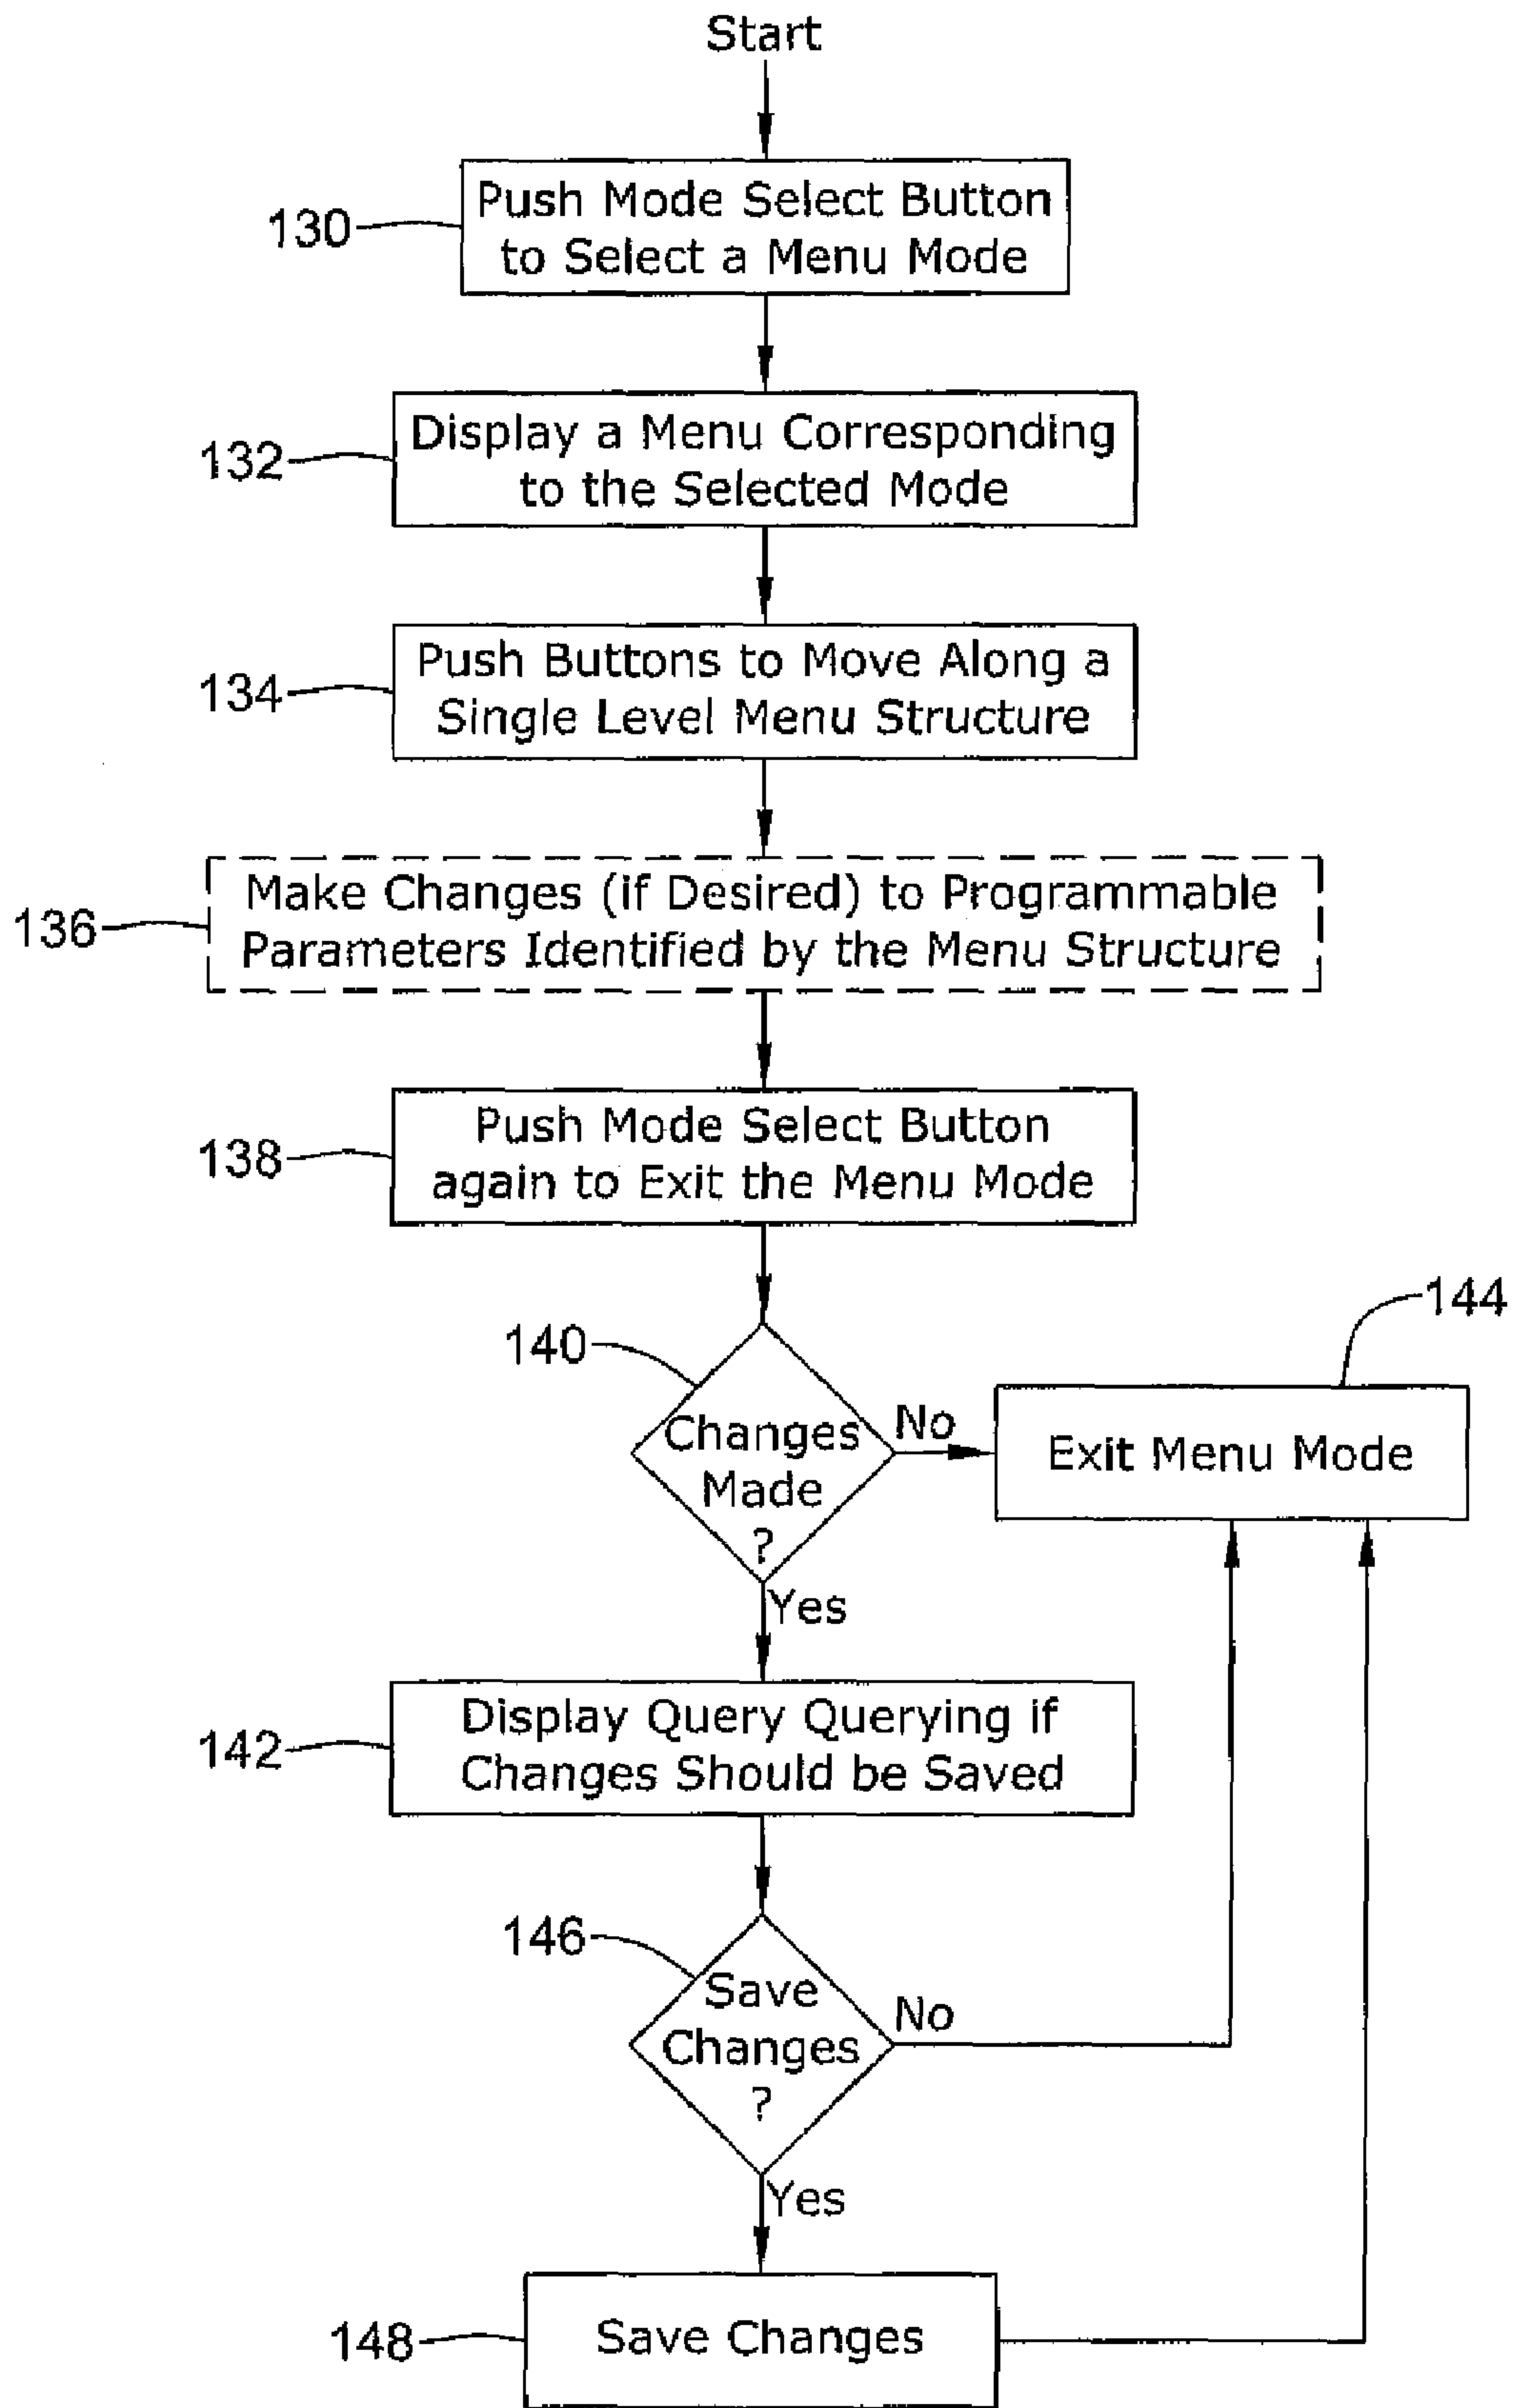 Start
130
Push Mode Select Button
to Select a Menu Mode
132
Display a Menu Corresponding
to the Selected Mode
134
Push Buttons to Move Along a
Single Level Menu Structure
136
Make Changes (if Desired) to Programmable
Parameters Identified by the Menu Structure
138
Push Mode Select Button
again to Exit the Menu Mode
140
Changes
Made
?
No
144
Exit Menu Mode
Yes
142
Display Query Querying if
Changes Should be Saved
146
Save
Changes
?
No
Yes
148
Save Changes